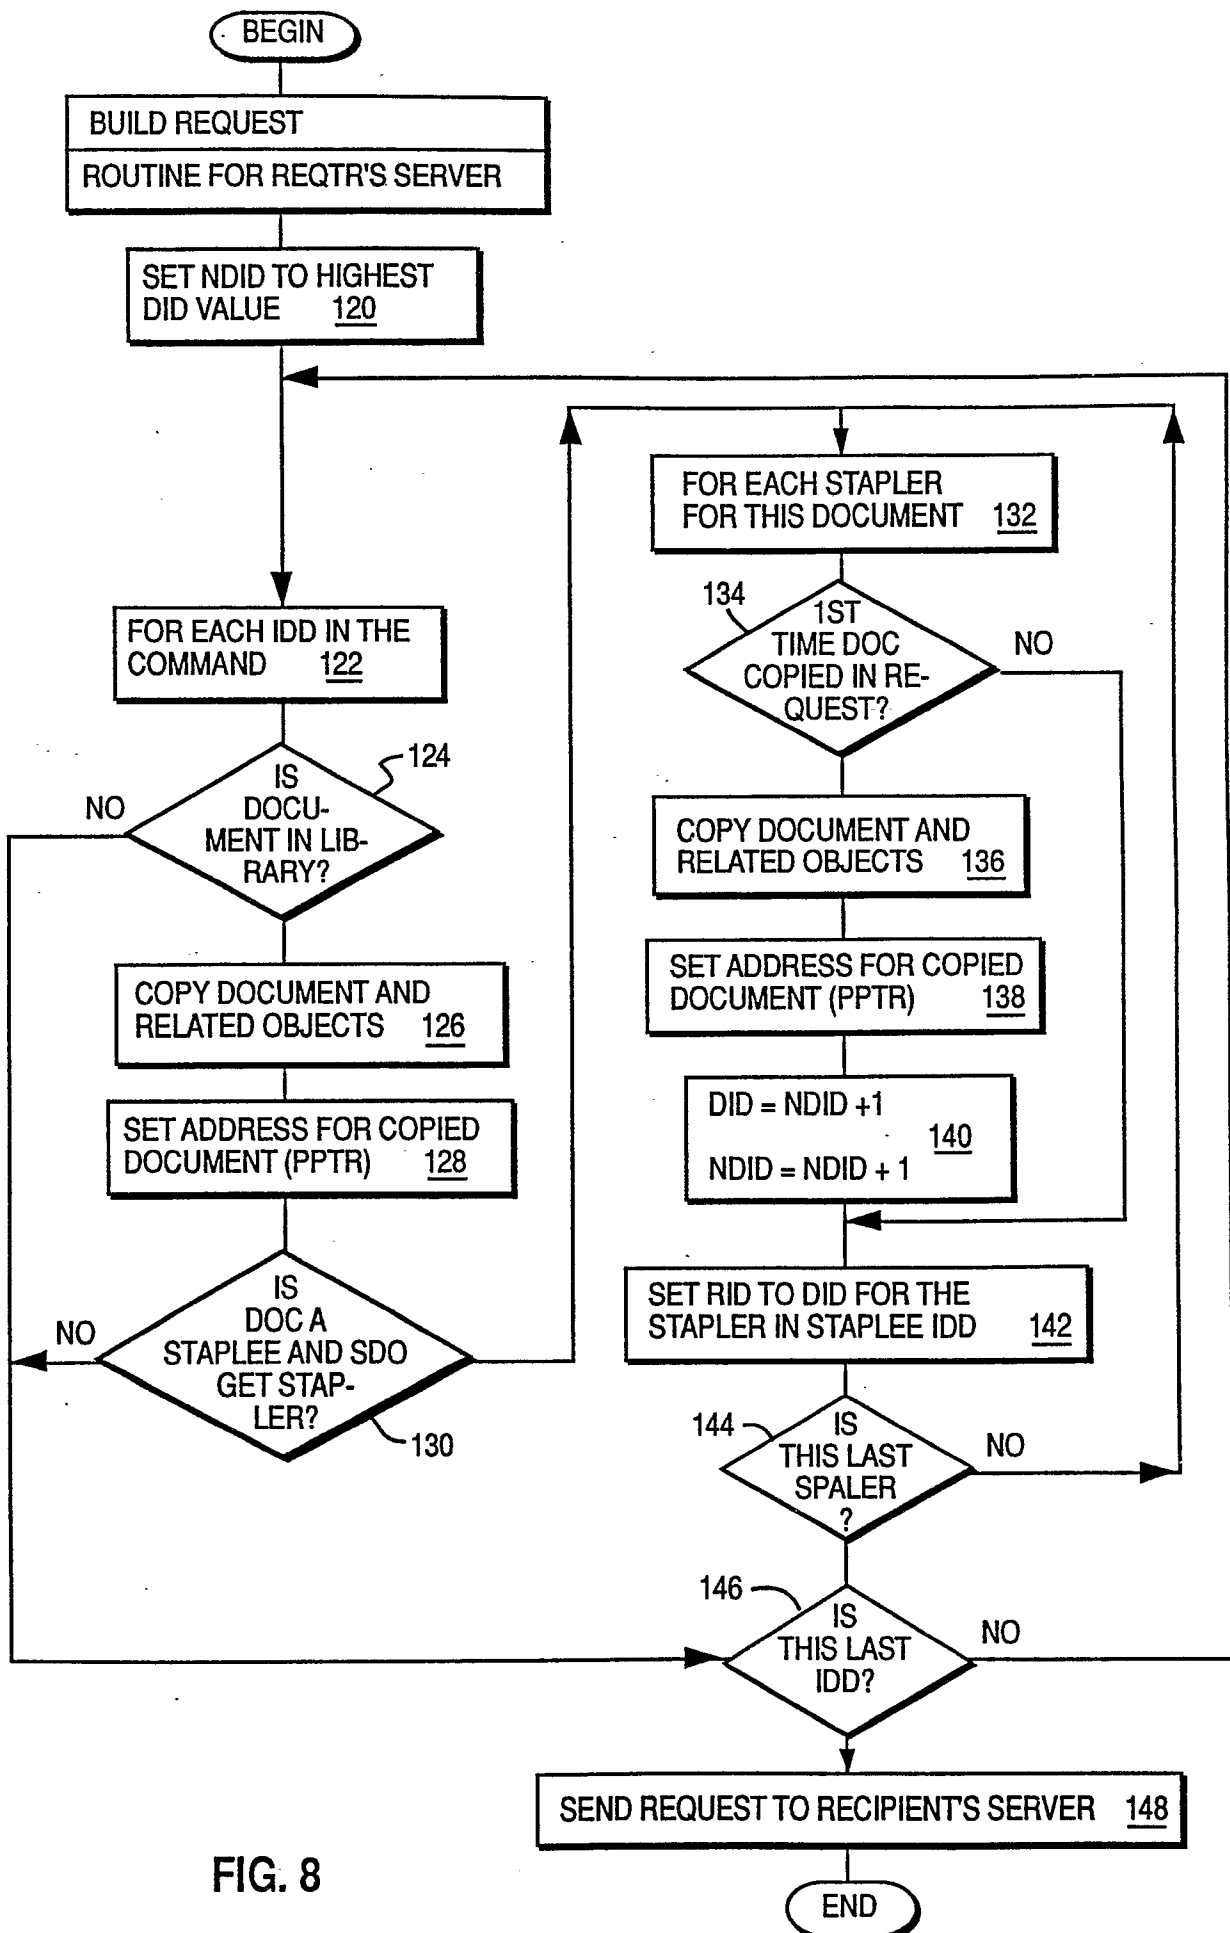 BEGIN
BUILD REQUEST
ROUTINE FOR REQTR'S SERVER
SET NDID TO HIGHEST
DID VALUE 120
FOR EACH IDD IN THE
COMMAND 122
124
IS
DOCU-
MENT IN LIB-
RARY?
NO
COPY DOCUMENT AND
RELATED OBJECTS 126
SET ADDRESS FOR COPIED
DOCUMENT (PPTR) 128
IS
DOC A
STAPLEE AND SDO
GET STAP-
LER?
NO
130
FOR EACH STAPLER
FOR THIS DOCUMENT 132
134
1ST
TIME DOC
COPIED IN RE-
QUEST?
NO
COPY DOCUMENT AND
RELATED OBJECTS 136
SET ADDRESS FOR COPIED
DOCUMENT (PPTR) 138
DID = NDID +1
140
NDID = NDID + 1
SET RID TO DID FOR THE
STAPLER IN STAPLEE IDD 142
144
IS
THIS LAST
SPALER
?
NO
146
IS
THIS LAST
IDD?
NO
SEND REQUEST TO RECIPIENT'S SERVER 148
END
FIG. 8